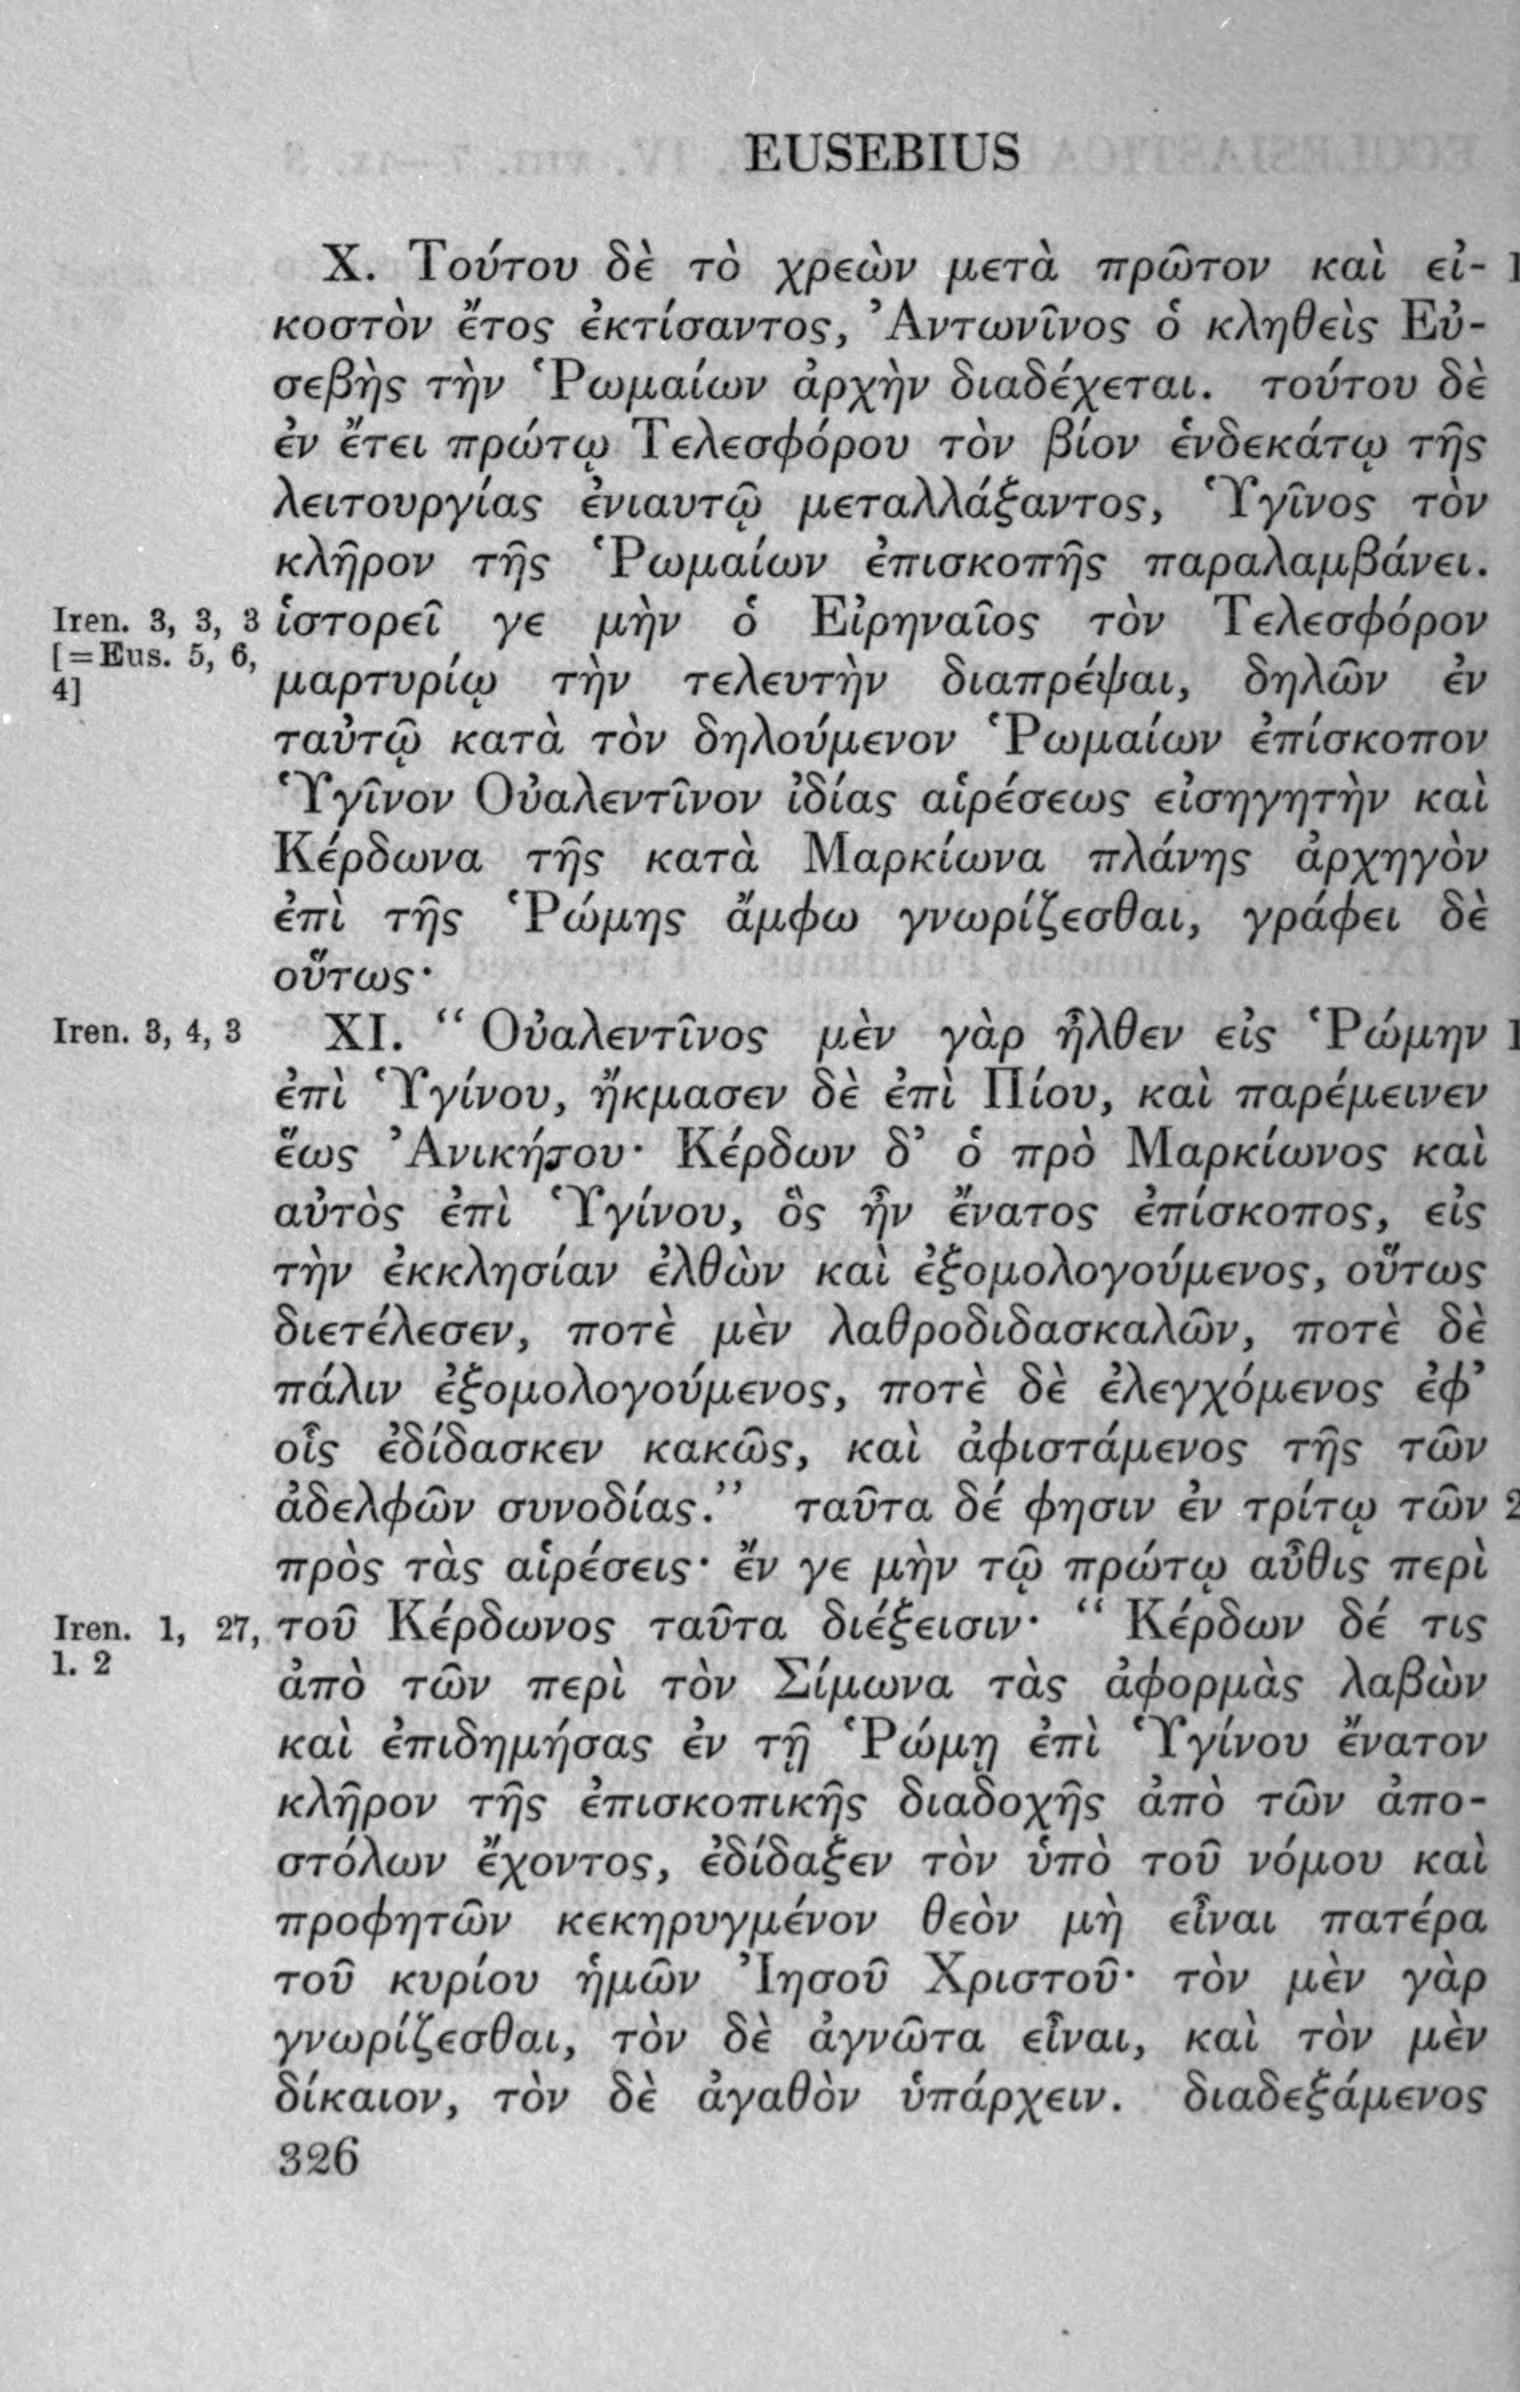 EUSEBIUS
X. Τούτου δὲ τὸ χρεὼν μετὰ πρῶτον καὶ εἰ- 1
κοστὸν ἔτος ἐκτίσαντος, Ἀντωνῖνος ὁ κληθεὶς Εὐ-
σεβὴς τὴν Ῥωμαίων ἀρχὴν διαδέχεται. τούτου δὲ
ἐν ἔτει πρώτῳ Τελεσφόρου τὸν βίον ἑνδεκάτῳ τῆς
λειτουργίας ἐνιαυτῷ μεταλλάξαντος, Ὑγῖνος τὸν
κλῆρον τῆς Ῥωμαίων ἐπισκοπῆς παραλαμβάνει.
Iren. 3, 3, 3 ἱστορεῖ γε μὴν ὁ Εἰρηναῖος τὸν Τελεσφόρον
[=Eus. 5, 6,
4] μαρτυρίῳ τὴν τελευτὴν διαπρέψαι, δηλῶν ἐν
ταὐτῷ κατὰ τὸν δηλούμενον Ῥωμαίων ἐπίσκοπον
Ὑγῖνον Οὐαλεντῖνον ἰδίας αἱρέσεως εἰσηγητὴν καὶ
Κέρδωνα τῆς κατὰ Μαρκίωνα πλάνης ἀρχηγὸν
ἐπὶ τῆς Ῥώμης ἄμφω γνωρίζεσθαι, γράφει δὲ
οὕτως·
Iren. 3, 4, 3 XI. “ Οὐαλεντῖνος μὲν γὰρ ἦλθεν εἰς Ῥώμην 1
ἐπὶ Ὑγίνου, ἤκμασεν δὲ ἐπὶ Πίου, καὶ παρέμεινεν
ἕως Ἀνικήτου· Κέρδων δ’ ὁ πρὸ Μαρκίωνος καὶ
αὐτὸς ἐπὶ Ὑγίνου, ὃς ἦν ἔνατος ἐπίσκοπος, εἰς
τὴν ἐκκλησίαν ἐλθὼν καὶ ἐξομολογούμενος, οὕτως
διετέλεσεν, ποτὲ μὲν λαθροδιδασκαλῶν, ποτὲ δὲ
πάλιν ἐξομολογούμενος, ποτὲ δὲ ἐλεγχόμενος ἐφ’
οἷς ἐδίδασκεν κακῶς, καὶ ἀφιστάμενος τῆς τῶν
ἀδελφῶν συνοδίας.” ταῦτα δέ φησιν ἐν τρίτῳ τῶν 2
πρὸς τὰς αἱρέσεις· ἔν γε μὴν τῷ πρώτῳ αὖθις περὶ
Iren. 1, 27, τοῦ Κέρδωνος ταῦτα διέξεισιν· “ Κέρδων δέ τις
1. 2 ἀπὸ τῶν περὶ τὸν Σίμωνα τὰς ἀφορμὰς λαβὼν
καὶ ἐπιδημήσας ἐν τῇ Ῥώμῃ ἐπὶ Ὑγίνου ἔνατον
κλῆρον τῆς ἐπισκοπικῆς διαδοχῆς ἀπὸ τῶν ἀπο-
στόλων ἔχοντος, ἐδίδαξεν τὸν ὑπὸ τοῦ νόμου καὶ
προφητῶν κεκηρυγμένον θεὸν μὴ εἶναι πατέρα
τοῦ κυρίου ἡμῶν Ἰησοῦ Χριστοῦ· τὸν μὲν γὰρ
γνωρίζεσθαι, τὸν δὲ ἀγνῶτα εἶναι, καὶ τὸν μὲν
δίκαιον, τὸν δὲ ἀγαθὸν ὑπάρχειν. διαδεξάμενος
326